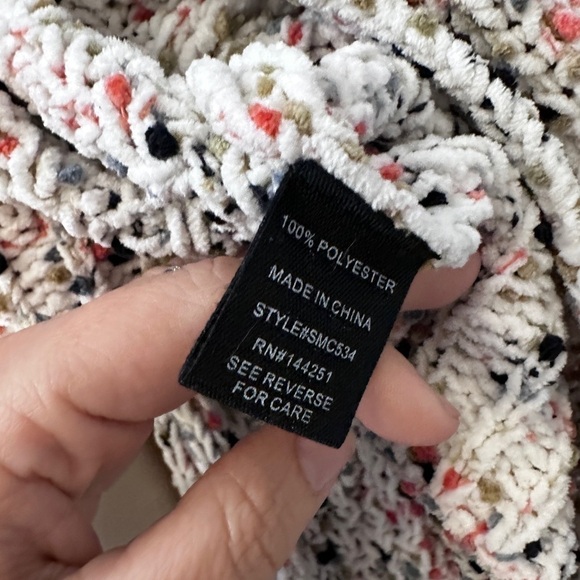 100% POLYESTER
MADE IN CHINA
STYLE#SMC534
RN#144251
SEE REVERSE
FOR CARE